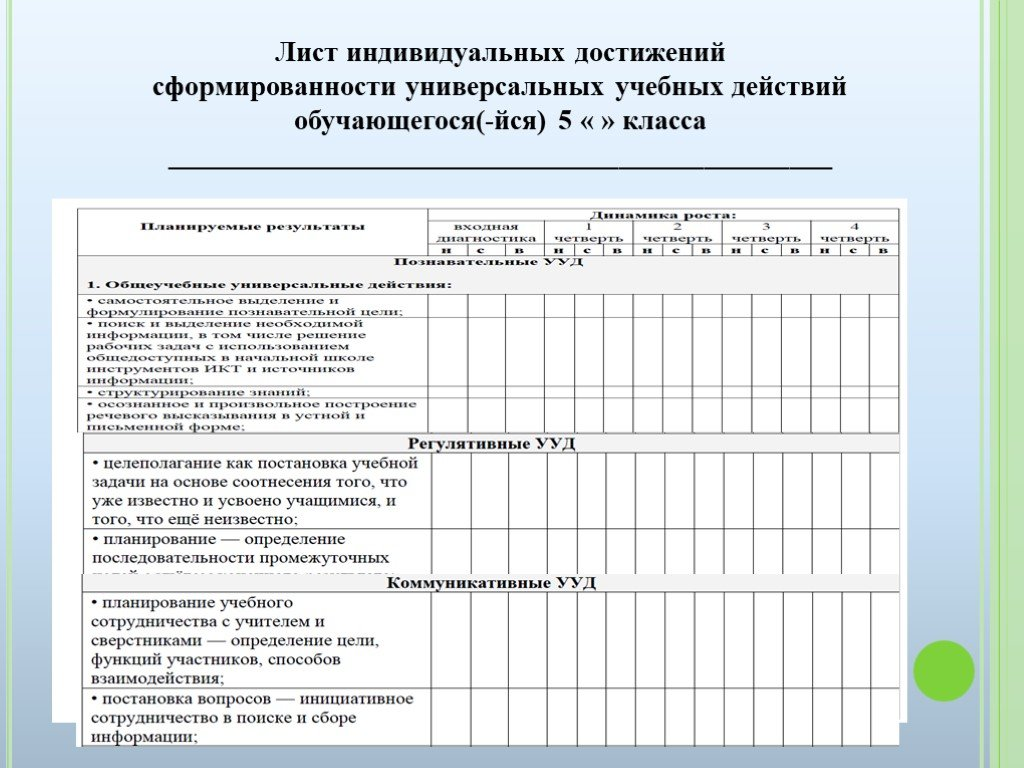 Лист индивидуальных достижений
сформированности универсальных учебных действий
обучающегося(-йся) 5 « » класса
Планируемые результаты
Динамика роста:
входная диагностика
1 четверть
2 четверть
3 четверть
4 четверть
н с в н с в н с в н с в н с в
Познавательные УУД
1. Общеучебные универсальные действия:
• самостоятельное выделение и
формулирование познавательной цели;
• поиск и выделение необходимой
информации, в том числе решение
рабочих задач с использованием
общедоступных в начальной школе
инструментов ИКТ и источников
информации;
• структурирование знаний;
• осознанное и произвольное построение
речевого высказывания в устной и
письменной форме;
Регулятивные УУД
• целеполагание как постановка учебной
задачи на основе соотнесения того, что
уже известно и усвоено учащимися, и
того, что ещё неизвестно;
• планирование — определение
последовательности промежуточных
Коммуникативные УУД
• планирование учебного
сотрудничества с учителем и
сверстниками — определение цели,
функций участников, способов
взаимодействия;
• постановка вопросов — инициативное
сотрудничество в поиске и сборе
информации;